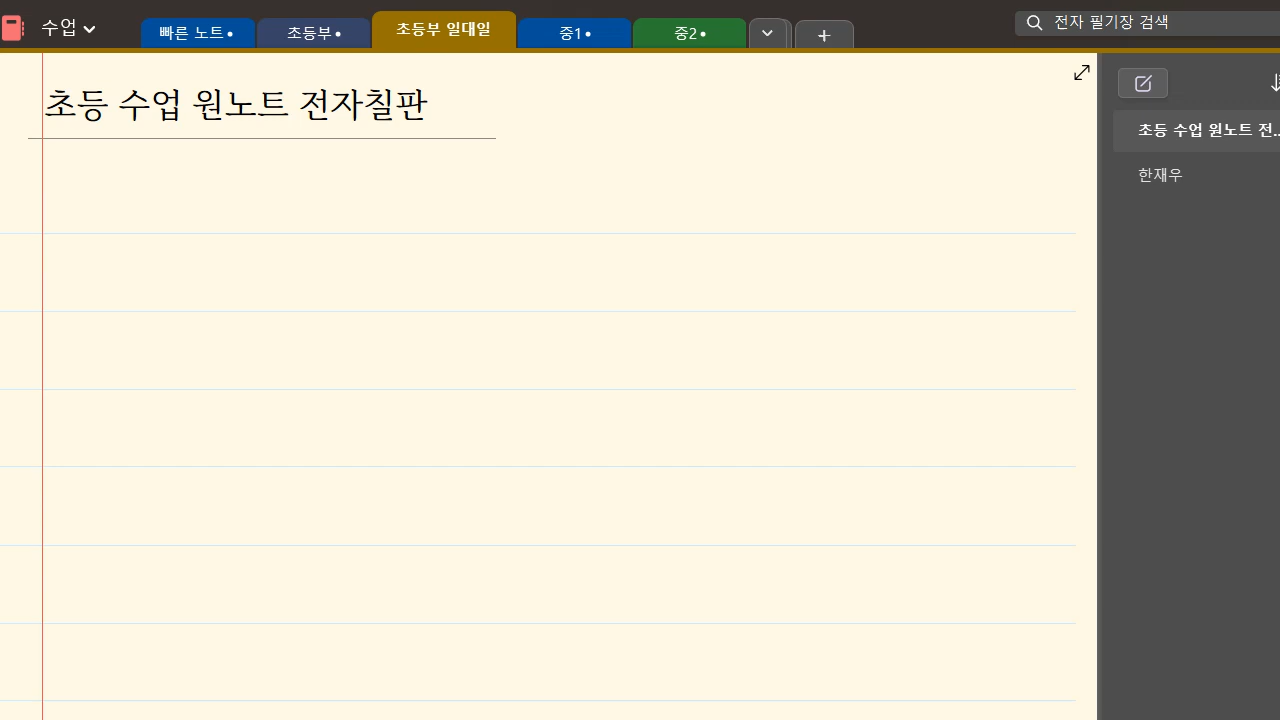 수업
빠른 노트
초등부
초등부 일대일
중1
중2
전자 필기장 검색
초등 수업 원노트 전자칠판
초등 수업 원노트 전...
한재우